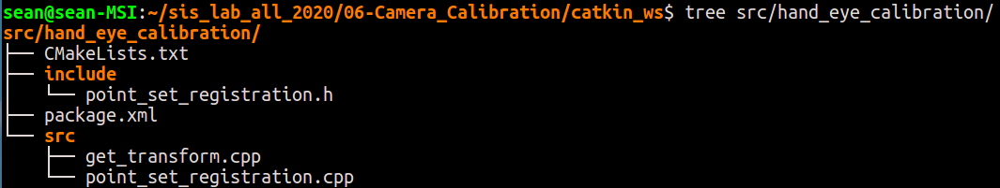 sean@sean-MSI:~/sis_lab_all_2020/06-Camera_Calibration/catkin_ws$ tree src/hand_eye_calibration/
src/hand_eye_calibration/
├── CMakeLists.txt
├── include
│   └── point_set_registration.h
├── package.xml
└── src
    ├── get_transform.cpp
    └── point_set_registration.cpp